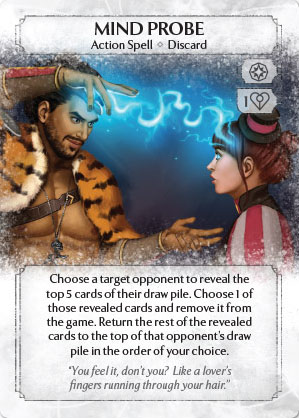 MIND PROBE
Action Spell ◇ Discard
1
Choose a target opponent to reveal the
top 5 cards of their draw pile. Choose 1 of
those revealed cards and remove it from
the game. Return the rest of the revealed
cards to the top of that opponent's draw
pile in the order of your choice.
"You feel it, don't you? Like a lover's
fingers running through your hair."